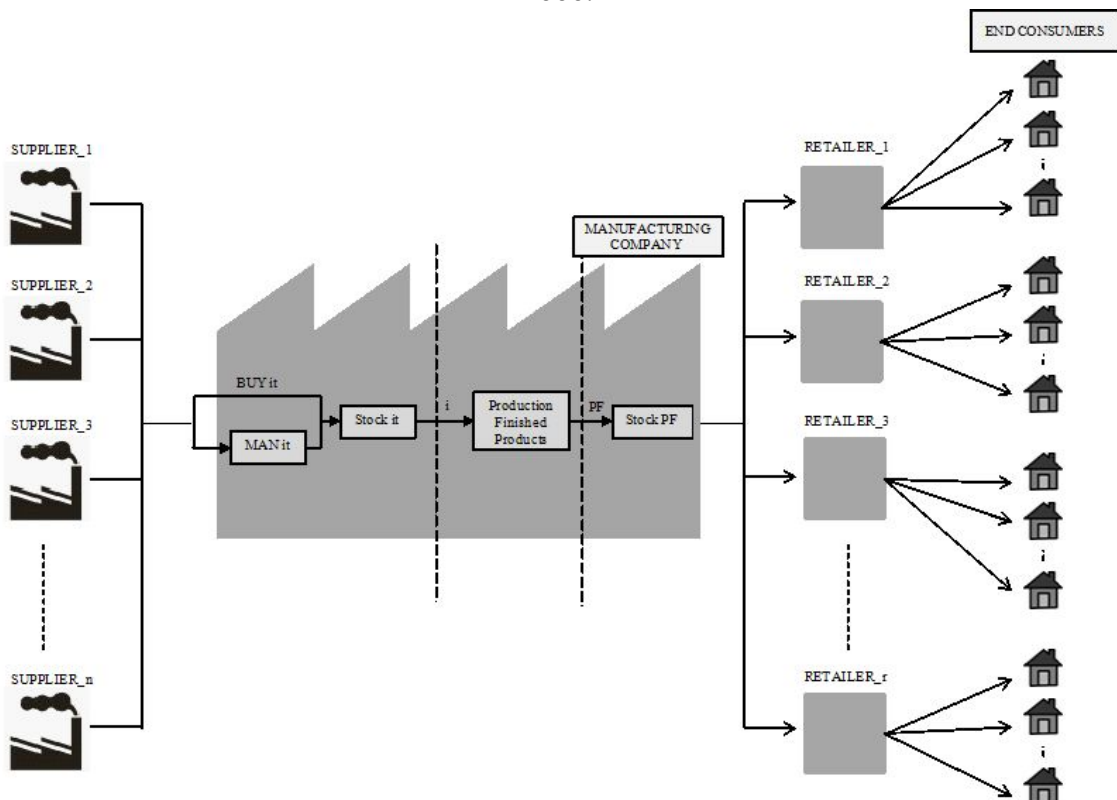 END CONSUMERS
SUPPLIER_1
RETAILER_1
i
MANUFACTURING
COMPANY
SUPPLIER_2
RETAILER_2
i
BUY it
MAN it
Stock it
i
Production
Finished
Products
PF
Stock PF
SUPPLIER_3
RETAILER_3
i
SUPPLIER_n
RETAILER_r
i